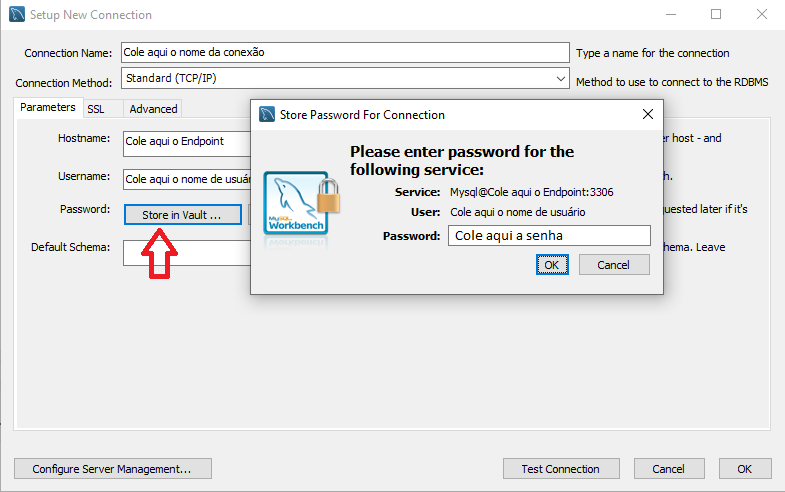 Setup New Connection
Connection Name: Cole aqui o nome da conexão Type a name for the connection
Connection Method: Standard (TCP/IP) Method to use to connect to the RDBMS
Parameters SSL Advanced
Hostname: Cole aqui o Endpoint host - and
Username: Cole aqui o nome de
Password: Store in Vault ... later if it's
Default Schema: Leave
Store Password For Connection
Please enter password for the
following service:
Service: Mysql@Cole aqui o Endpoint:3306
User: Cole aqui o nome de usuário
Password: Cole aqui a senha
OK Cancel
MySQL
Workbench
Configure Server Management... Test Connection Cancel OK